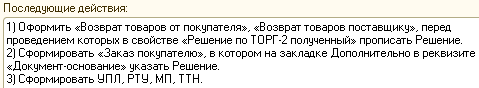 Последующие действия:
1) Оформить «Возврат товаров от покупателя», «Возврат товаров поставщику», перед
проведением которых в свойстве «Решение по ТОРГ-2 полученный» прописать Решение.
2) Сформировать «Заказ покупателю», в котором на закладке Дополнительно в реквизите
«Документ-основание» указать Решение.
3) Сформировать УПЛ, РТУ, МП, ТТН.